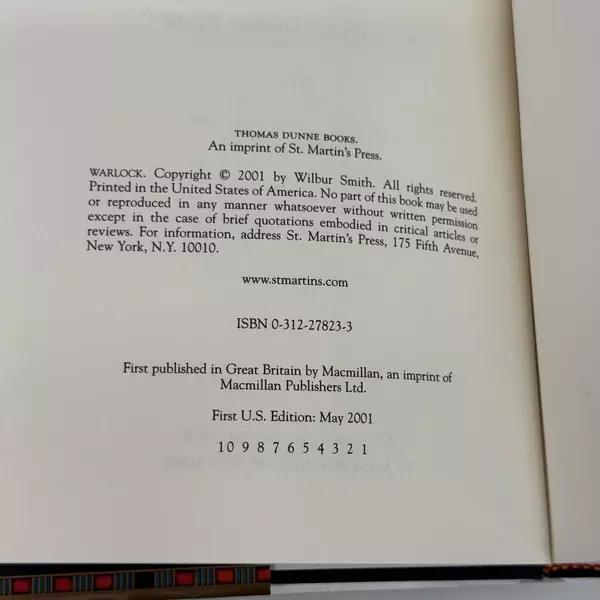 THOMAS DUNNE BOOKS.
An imprint of St. Martin's Press.
WARLOCK. Copyright © 2001 by Wilbur Smith. All rights reserved.
Printed in the United States of America. No part of this book may be used
or reproduced in any manner whatsoever without written permission
except in the case of brief quotations embodied in critical articles or
reviews. For information, address St. Martin's Press, 175 Fifth Avenue,
New York, N.Y. 10010.
www.stmartins.com
ISBN 0-312-27823-3
First published in Great Britain by Macmillan, an imprint of
Macmillan Publishers Ltd.
First U.S. Edition: May 2001
10 9 8 7 6 5 4 3 2 1